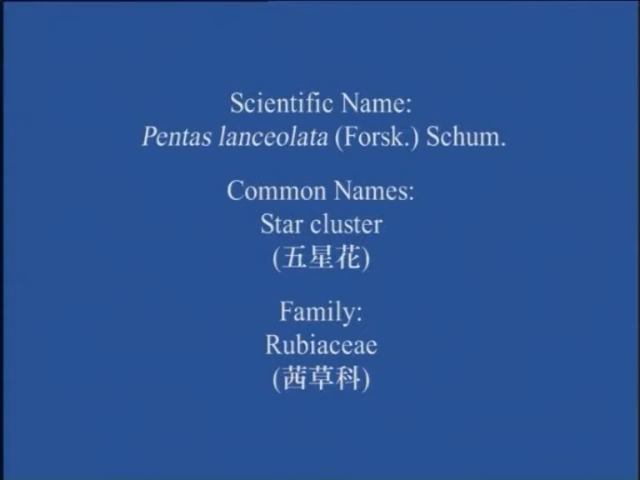 Scientific Name:
Pentas lanceolata (Forsk.) Schum.
Common Names:
Star cluster
(五星花)
Family:
Rubiaceae
(茜草科)